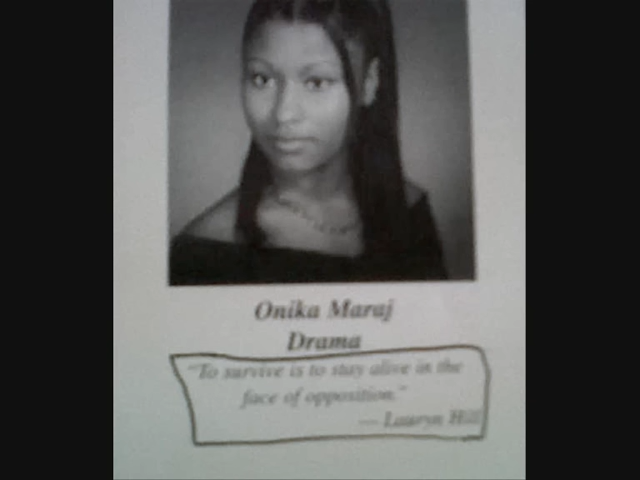 Onika Maraj
Drama
“To survive is to stay alive in the
face of opposition.”
— Lauryn Hill